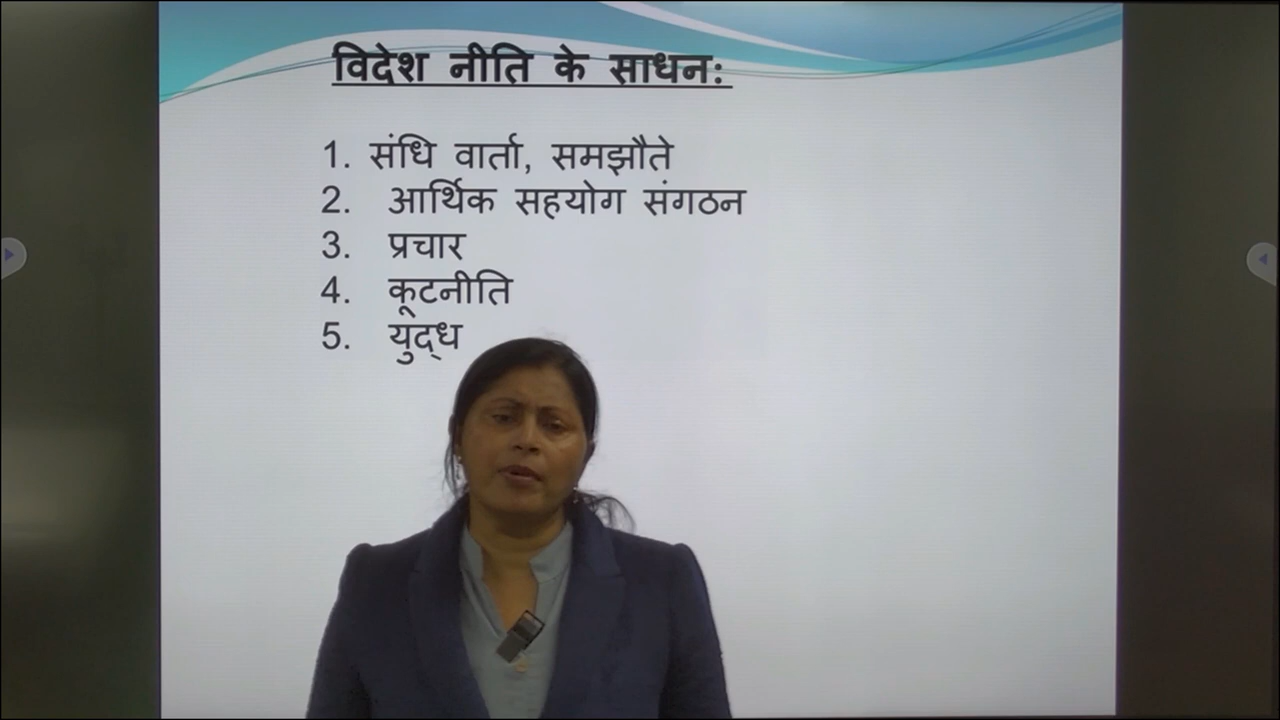 विदेश नीति के साधन:
1. संधि वार्ता, समझौते
2. आर्थिक सहयोग संगठन
3. प्रचार
4. कूटनीति
5. युद्ध